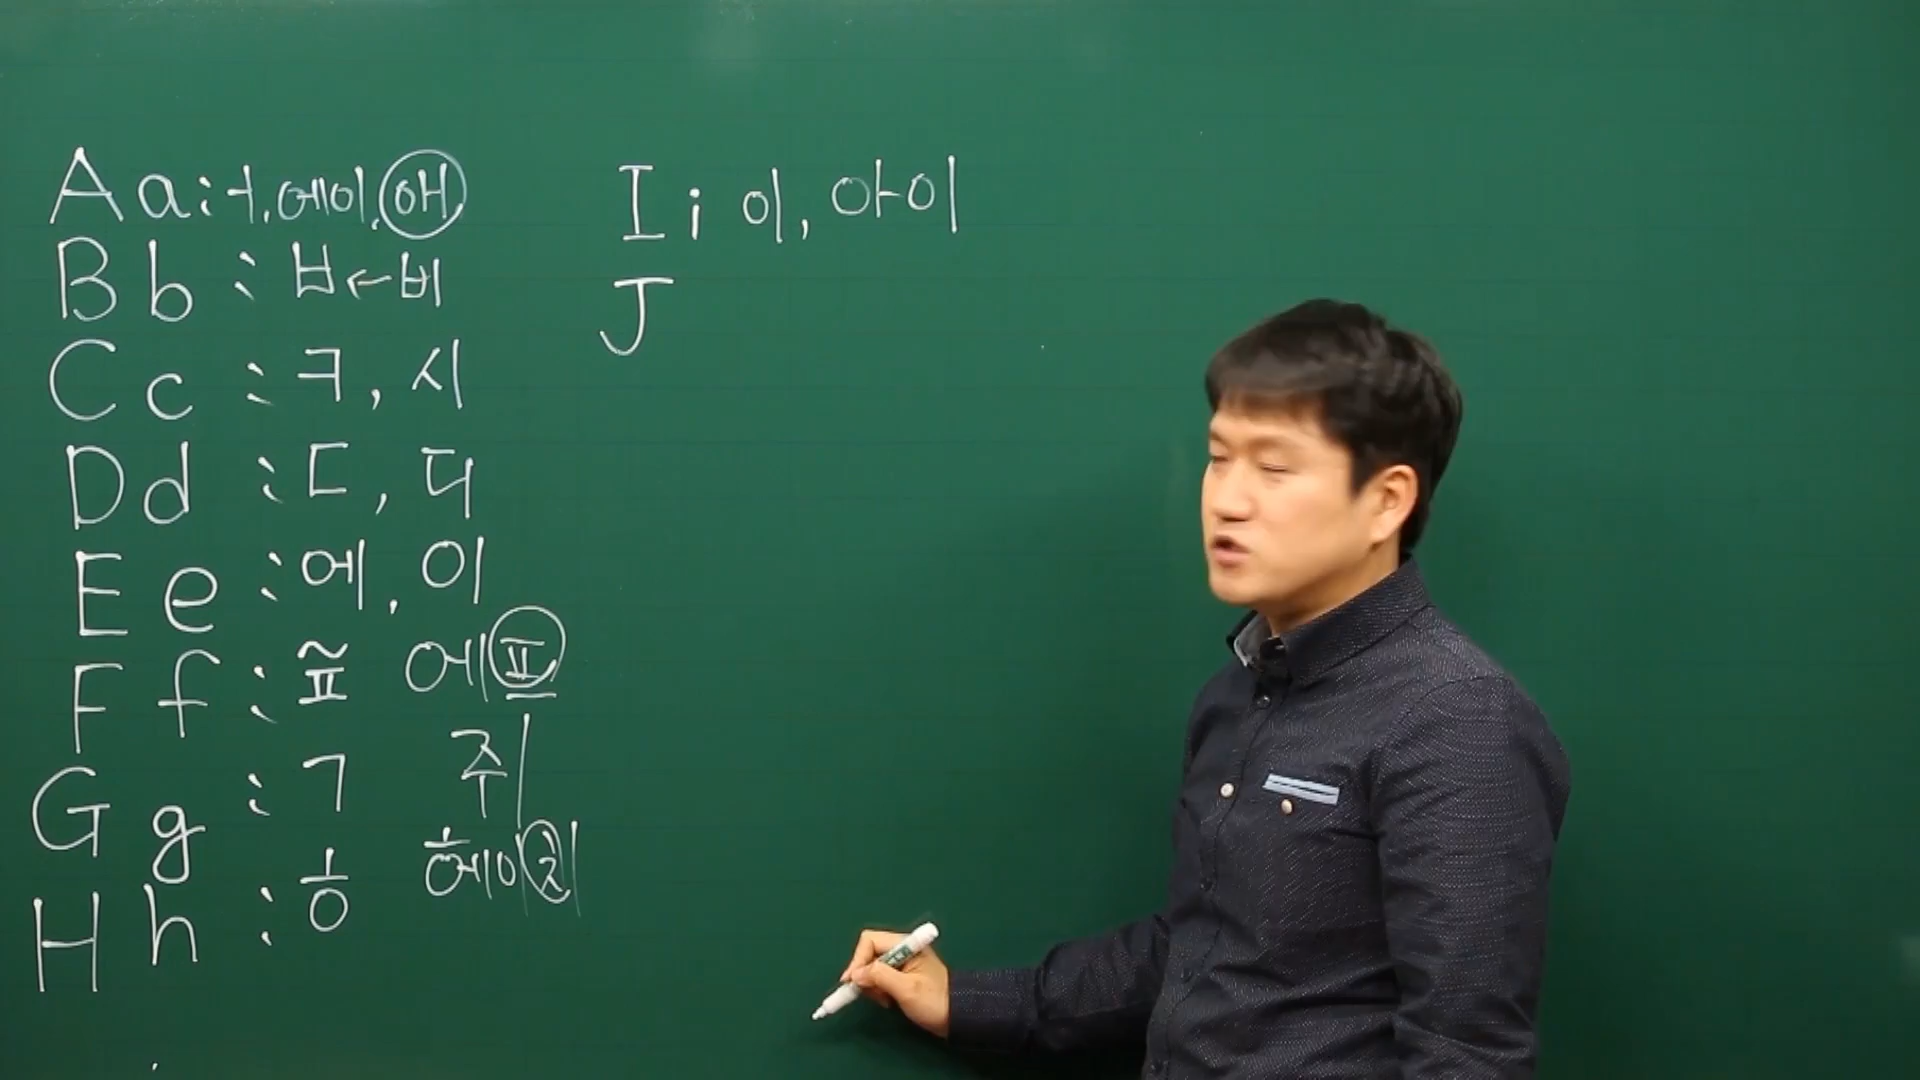 Aa : ㅓ, 에이, 애
Bb : ㅂ ← 비
Cc : ㅋ, 시
Dd : ㄷ, 디
Ee : 에, 이
Ff : ㅍ 에ㅍ
Gg : ㄱ 쥐
Hh : ㅎ 헤이치
Ii 이, 아이
J